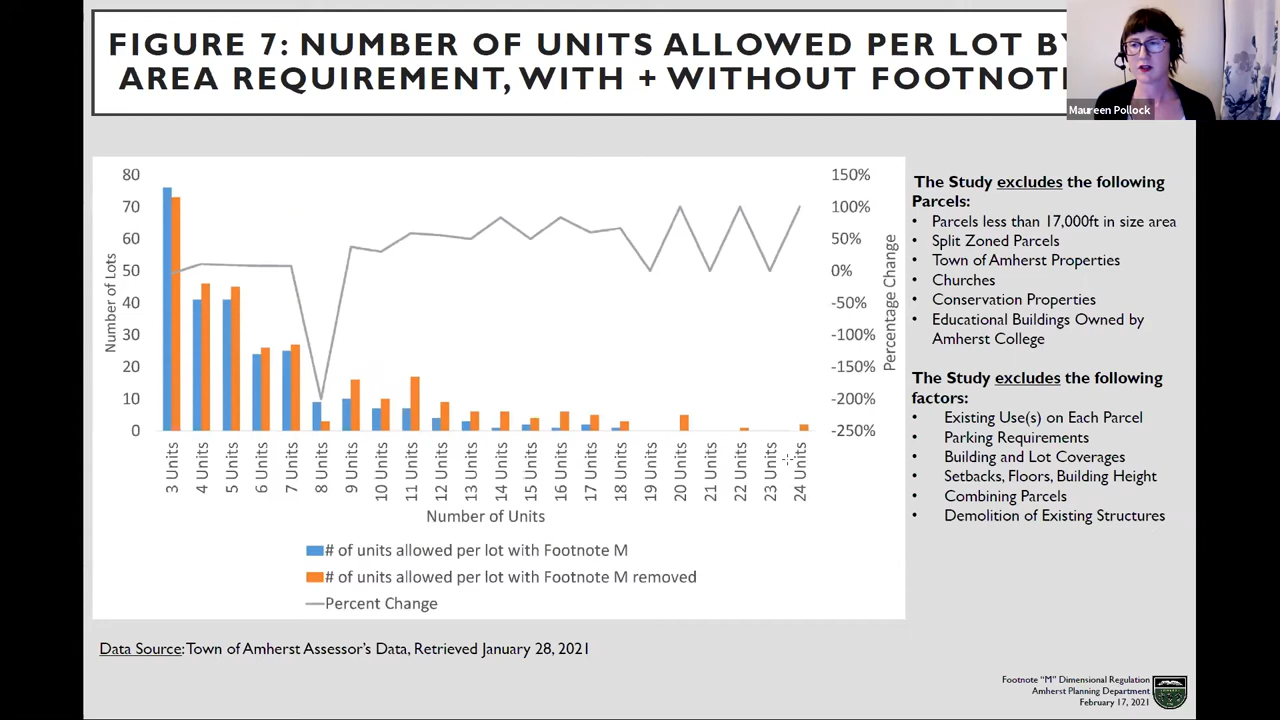 FIGURE 7: NUMBER OF UNITS ALLOWED PER LOT BY
AREA REQUIREMENT, WITH + WITHOUT
Maureen Pollock
80
70
60
50
40
30
20
10
0
Number of Lots
150%
100%
50%
0%
-50%
-100%
-150%
-200%
-250%
Percentage Change
3 Units
4 Units
5 Units
6 Units
7 Units
8 Units
9 Units
10 Units
11 Units
12 Units
13 Units
14 Units
15 Units
16 Units
17 Units
18 Units
19 Units
20 Units
21 Units
22 Units
23 Units
24 Units
Number of Units
# of units allowed per lot with Footnote M
# of units allowed per lot with Footnote M removed
Percent Change
The Study excludes the following
Parcels:
• Parcels less than 17,000ft in size area
• Split Zoned Parcels
• Town of Amherst Properties
• Churches
• Conservation Properties
• Educational Buildings Owned by
Amherst College
The Study excludes the following
factors:
• Existing Use(s) on Each Parcel
• Parking Requirements
• Building and Lot Coverages
• Setbacks, Floors, Building Height
• Combining Parcels
• Demolition of Existing Structures
Data Source: Town of Amherst Assessor's Data, Retrieved January 28, 2021
Footnote "M" Dimensional Regulation
Amherst Planning Department
February 17, 2021